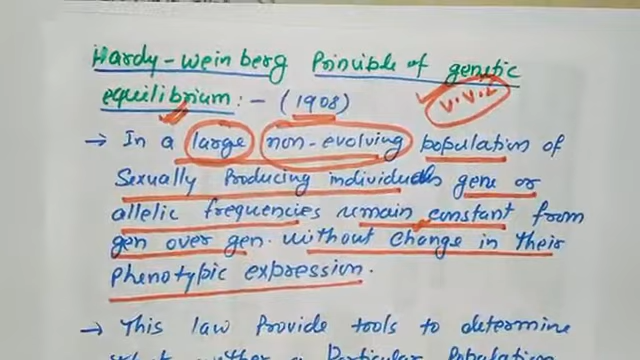 Hardy-Weinberg Principle of genetic
equilibrium:- (1908) V.V.I
→ In a large non-evolving population of
Sexually Producing individuals gene or
allelic frequencies remain constant from
gen over gen. without change in their
Phenotypic expression.
→ This law Provide tools to determine
a Particular Population